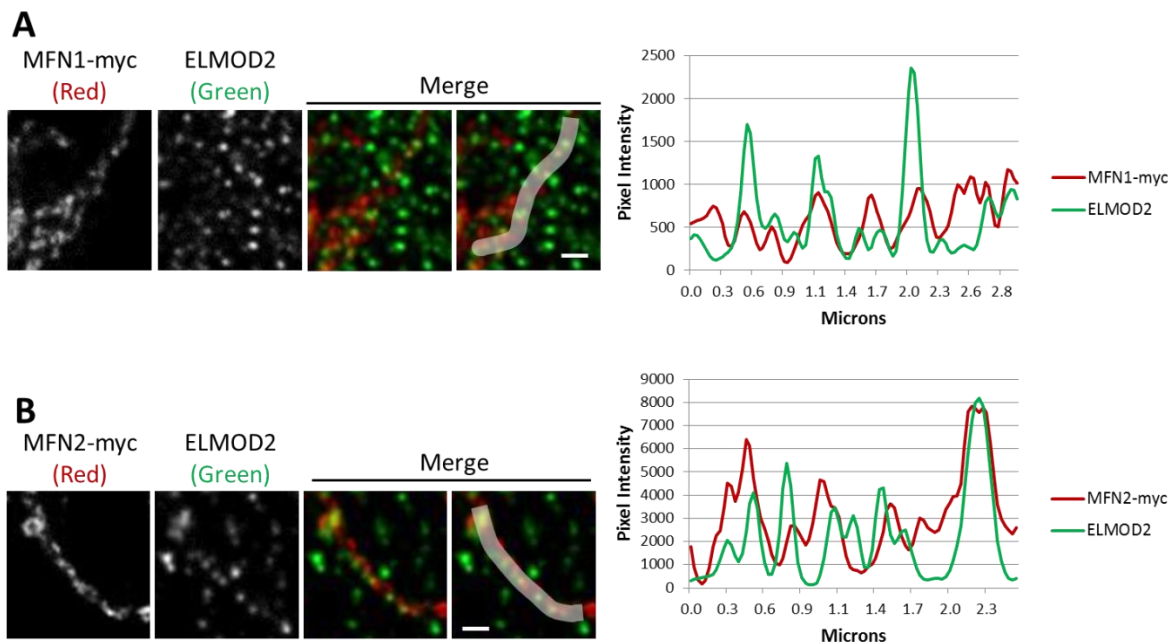 A
MFN1-myc
(Red)
ELMOD2
(Green)
Merge
Pixel Intensity
2500
2000
1500
1000
500
0
0.0 0.3 0.6 0.9 1.1 1.4 1.7 2.0 2.3 2.6 2.8
Microns
MFN1-myc
ELMOD2
B
MFN2-myc
(Red)
ELMOD2
(Green)
Merge
Pixel Intensity
9000
8000
7000
6000
5000
4000
3000
2000
1000
0
0.0 0.3 0.6 0.9 1.1 1.4 1.7 2.0 2.3
Microns
MFN2-myc
ELMOD2